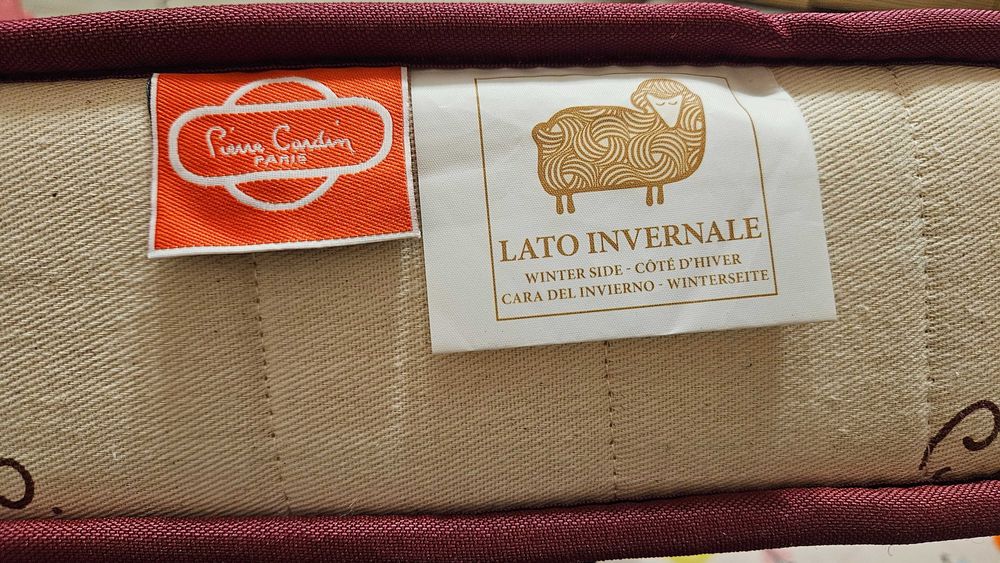 Pierre Cardin
PARIS
LATO INVERNALE
WINTER SIDE - CÔTÉ D'HIVER
CARA DEL INVIERNO - WINTERSEITE